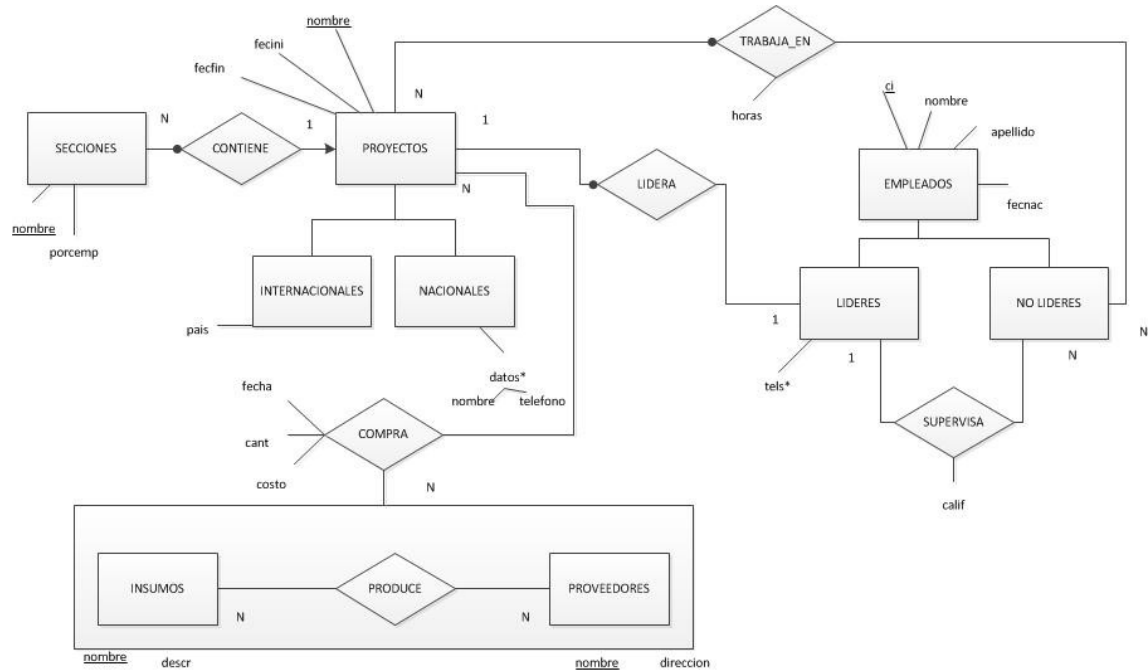 nombre
fecini
fecfin
TRABAJA_EN
horas
N
1
N
SECCIONES
N
CONTIENE
1
PROYECTOS
nombre
porcemp
LIDERA
ci
nombre
apellido
EMPLEADOS
fecnac
INTERNACIONALES
NACIONALES
pais
datos*
nombre
telefono
LIDERES
NO LIDERES
1
1
N
N
tels*
SUPERVISA
calif
fecha
cant
costo
COMPRA
N
INSUMOS
N
PRODUCE
N
PROVEEDORES
nombre
descr
nombre
direccion